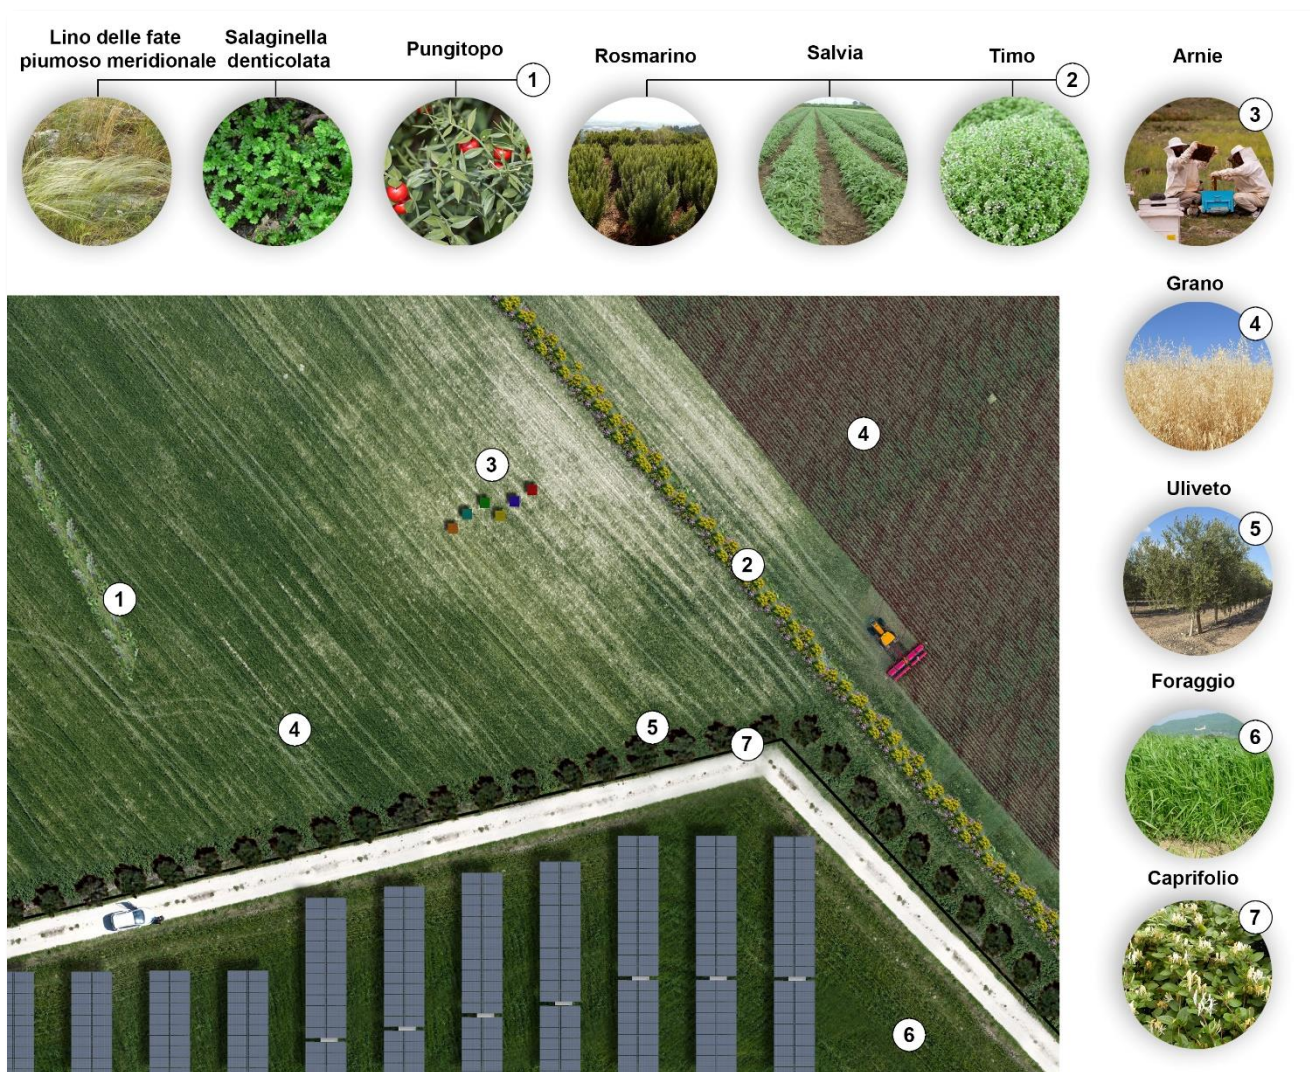 Lino delle fate
piumoso meridionale
Salaginella
denticolata
Pungitopo
1
Rosmarino
Salvia
Timo
2
Arnie
3
Grano
4
Uliveto
5
Foraggio
6
Caprifolio
7
4
3
2
1
4
5
7
6